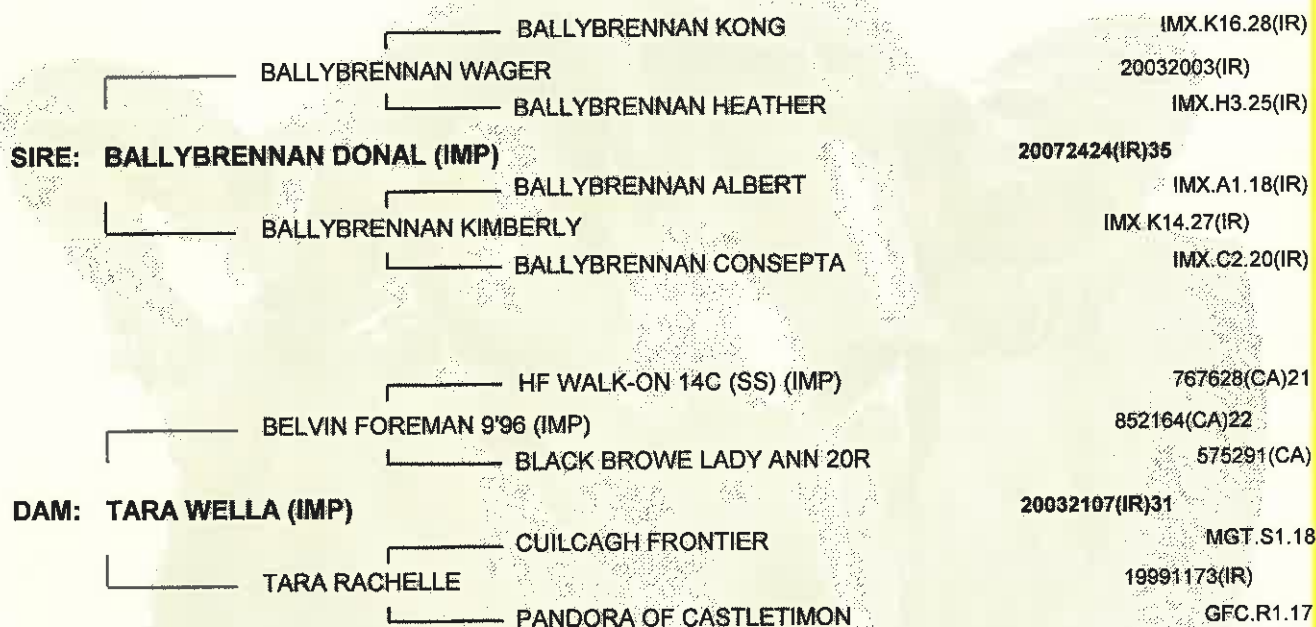 BALLYBRENNAN KONG IMX.K16.28(IR)
BALLYBRENNAN WAGER 20032003(IR)
BALLYBRENNAN HEATHER IMX.H3.25(IR)
SIRE: BALLYBRENNAN DONAL (IMP) 20072424(IR)35
BALLYBRENNAN ALBERT IMX.A1.18(IR)
BALLYBRENNAN KIMBERLY IMX K14.27(IR)
BALLYBRENNAN CONSEPTA IMX.C2.20(IR)
HF WALK-ON 14C (SS) (IMP) 767628(CA)21
BELVIN FOREMAN 9'96 (IMP) 852164(CA)22
BLACK BROWE LADY ANN 20R 575291(CA)
DAM: TARA WELLA (IMP) 20032107(IR)31
CUILCAGH FRONTIER MGT.S1.18
TARA RACHELLE 19991173(IR)
PANDORA OF CASTLETIMON GFC.R1.17